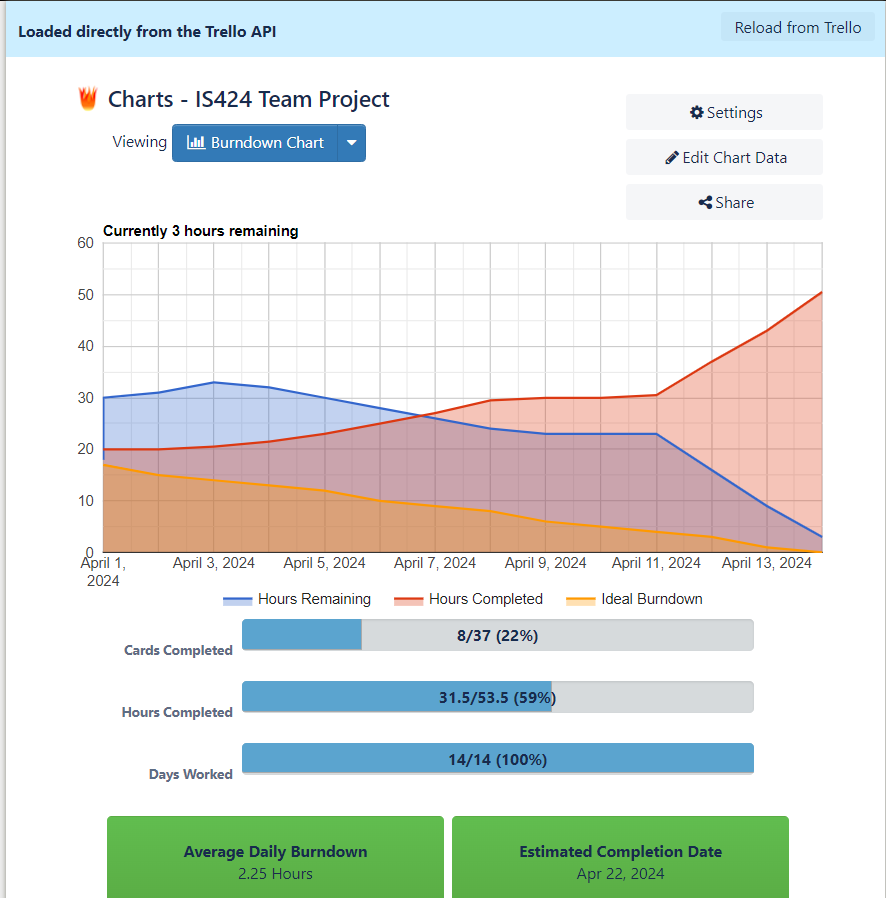 Loaded directly from the Trello API
Reload from Trello
Charts - IS424 Team Project
Settings
Viewing
Burndown Chart
Edit Chart Data
Share
Currently 3 hours remaining
60
50
40
30
20
10
0
April 1, 2024
April 3, 2024
April 5, 2024
April 7, 2024
April 9, 2024
April 11, 2024
April 13, 2024
Hours Remaining
Hours Completed
Ideal Burndown
Cards Completed
8/37 (22%)
Hours Completed
31.5/53.5 (59%)
Days Worked
14/14 (100%)
Average Daily Burndown
2.25 Hours
Estimated Completion Date
Apr 22, 2024